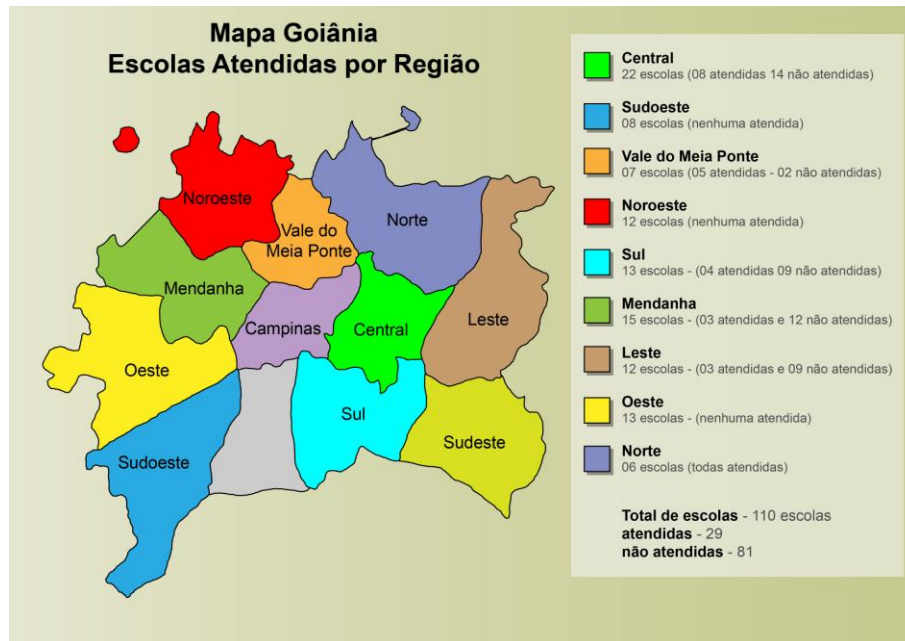 Mapa Goiânia
Escolas Atendidas por Região
Noroeste
Vale do
Meia Ponte
Norte
Mendanha
Campinas
Central
Leste
Oeste
Sul
Sudeste
Sudoeste
Central
22 escolas (08 atendidas 14 não atendidas)
Sudoeste
08 escolas (nenhuma atendida)
Vale do Meia Ponte
07 escolas (05 atendidas - 02 não atendidas)
Noroeste
12 escolas (nenhuma atendida)
Sul
13 escolas - (04 atendidas 09 não atendidas)
Mendanha
15 escolas - (03 atendidas e 12 não atendidas)
Leste
12 escolas - (03 atendidas e 09 não atendidas)
Oeste
13 escolas - (nenhuma atendida)
Norte
06 escolas (todas atendidas)
Total de escolas - 110 escolas
atendidas - 29
não atendidas - 81